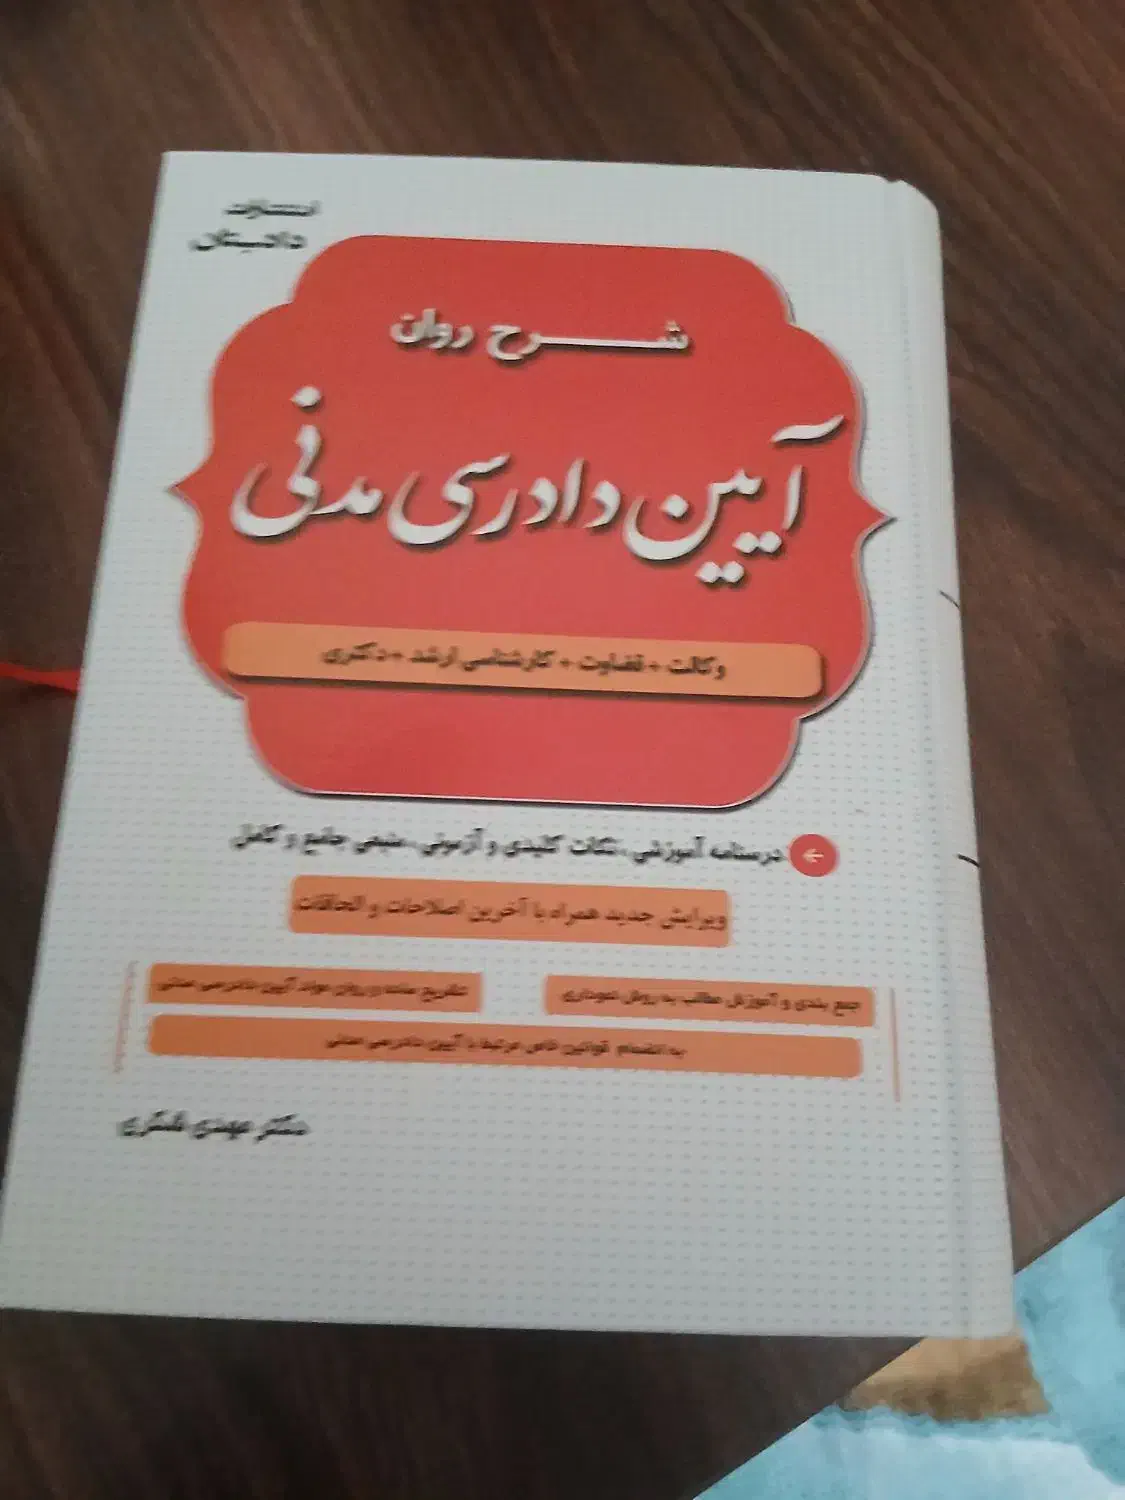 انتشارات
دادستان
شرح روان
آیین دادرسی مدنی
وکالت + قضاوت + کارشناسی ارشد + دکتری
درسنامه آموزشی، نکات کلیدی و آزمونی، منبعی جامع و کامل
ویرایش جدید همراه با آخرین اصلاحات و الحاقات
جمع بندی و آموزش مطالب به روش نموداری
تشریح ساده و روان مواد آیین دادرسی مدنی
به انضمام قوانین خاص مرتبط با آیین دادرسی مدنی
دکتر مهدی فکری